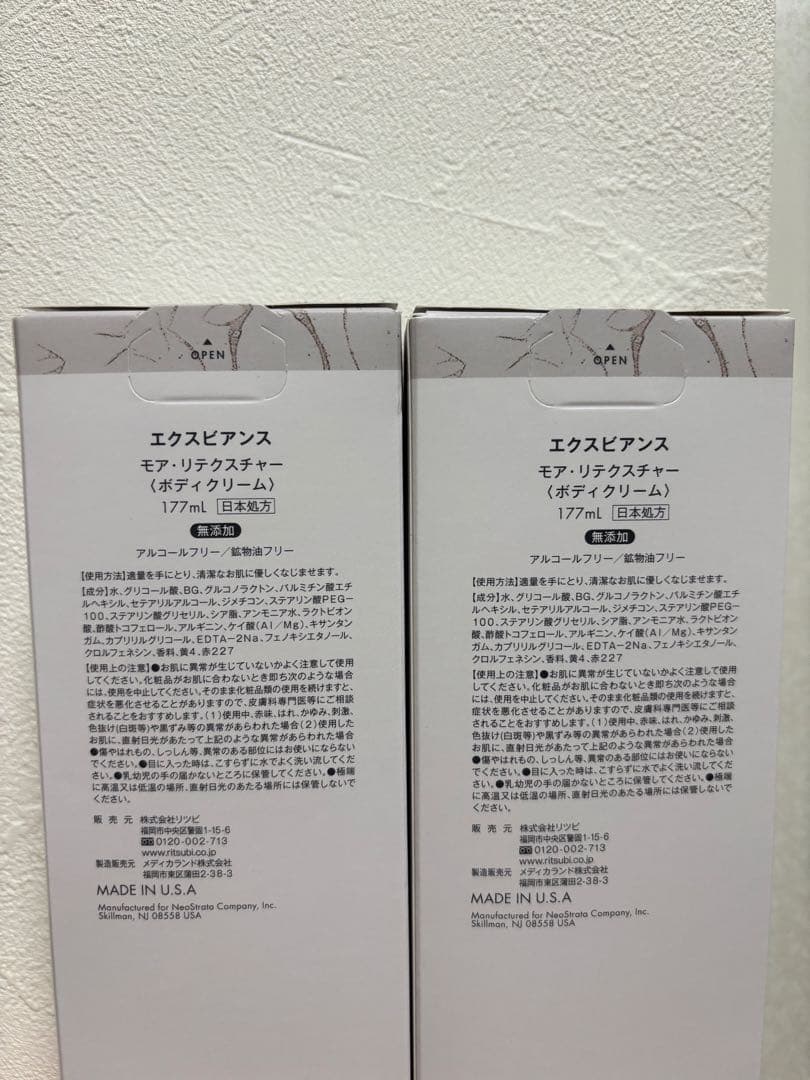 OPEN
エクスビアンス
モア・リテクスチャー
〈ボディクリーム〉
177mL 日本処方
無添加
アルコールフリー／鉱物油フリー
【使用方法】適量を手にとり、清潔なお肌に優しくなじませます。
【成分】水、グリコール酸、BG、グルコノラクトン、パルミチン酸エチ
ルヘキシル、セテアリルアルコール、ジメチコン、ステアリン酸PEG-
100、ステアリン酸グリセリル、シア脂、アンモニア水、ラクトビオン
酸、酢酸トコフェロール、アルギニン、ケイ酸(Al/Mg)、キサンタン
ガム、カプリリルグリコール、EDTA-2Na、フェノキシエタノール、
クロルフェネシン、香料、黄4、赤227
【使用上の注意】●お肌に異常が生じていないかよく注意して使用
してください。化粧品がお肌に合わないとき即ち次のような場合
には、使用を中止してください。そのまま化粧品類の使用を続けますと、
症状を悪化させることがありますので、皮膚科専門医等にご相談
されることをおすすめします。(1)使用中、赤味、はれ、かゆみ、刺激、
色抜け(白斑等)や黒ずみ等の異常があらわれた場合(2)使用した
お肌に、直射日光があたって上記のような異常があらわれた場合
●傷やはれもの、しっしん等、異常のある部位にはお使いにならない
でください。●目に入った時は、こすらずに水でよく洗い流してくだ
さい。●乳幼児の手の届かないところに保管してください。●極端
に高温又は低温の場所、直射日光のあたる場所には保管しないで
ください。
販売元 株式会社リツビ
福岡市中央区警固1-15-6
0120-002-713
www.ritsubi.co.jp
製造販売元 メディカランド株式会社
福岡市東区蒲田2-38-3
MADE IN U.S.A
Manufactured for NeoStrata Company, Inc.
Skillman, NJ 08558 USA
OPEN
エクスビアンス
モア・リテクスチャー
〈ボディクリーム〉
177mL 日本処方
無添加
アルコールフリー／鉱物油フリー
【使用方法】適量を手にとり、清潔なお肌に優しくなじませます。
【成分】水、グリコール酸、BG、グルコノラクトン、パルミチン酸エチ
ルヘキシル、セテアリルアルコール、ジメチコン、ステアリン酸PEG-
100、ステアリン酸グリセリル、シア脂、アンモニア水、ラクトビオン
酸、酢酸トコフェロール、アルギニン、ケイ酸(Al/Mg)、キサンタン
ガム、カプリリルグリコール、EDTA-2Na、フェノキシエタノール、
クロルフェネシン、香料、黄4、赤227
【使用上の注意】●お肌に異常が生じていないかよく注意して使用
してください。化粧品がお肌に合わないとき即ち次のような場合
には、使用を中止してください。そのまま化粧品類の使用を続けますと、
症状を悪化させることがありますので、皮膚科専門医等にご相談
されることをおすすめします。(1)使用中、赤味、はれ、かゆみ、刺激、
色抜け(白斑等)や黒ずみ等の異常があらわれた場合(2)使用した
お肌に、直射日光があたって上記のような異常があらわれた場合
●傷やはれもの、しっしん等、異常のある部位にはお使いにならない
でください。●目に入った時は、こすらずに水でよく洗い流してくだ
さい。●乳幼児の手の届かないところに保管してください。●極端
に高温又は低温の場所、直射日光のあたる場所には保管しないで
ください。
販売元 株式会社リツビ
福岡市中央区警固1-15-6
0120-002-713
www.ritsubi.co.jp
製造販売元 メディカランド株式会社
福岡市東区蒲田2-38-3
MADE IN U.S.A
Manufactured for NeoStrata Company, Inc.
Skillman, NJ 08558 USA